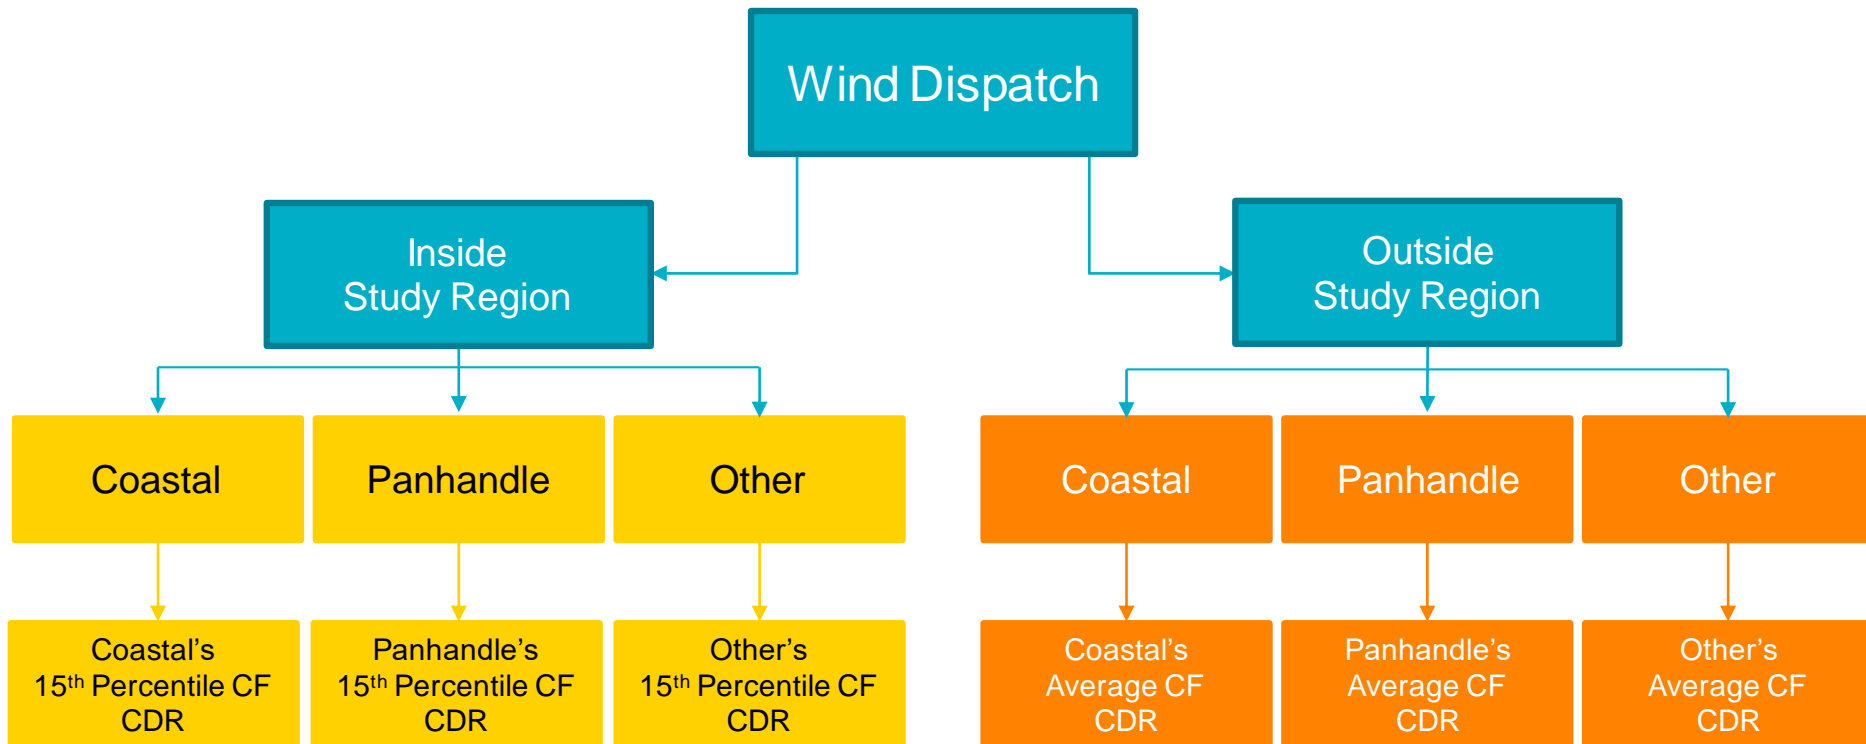 Wind Dispatch
Inside
Study Region
Outside
Study Region
Coastal
Panhandle
Other
Coastal
Panhandle
Other
Coastal’s
15th Percentile CF
CDR
Panhandle’s
15th Percentile CF
CDR
Other’s
15th Percentile CF
CDR
Coastal’s
Average CF
CDR
Panhandle’s
Average CF
CDR
Other’s
Average CF
CDR